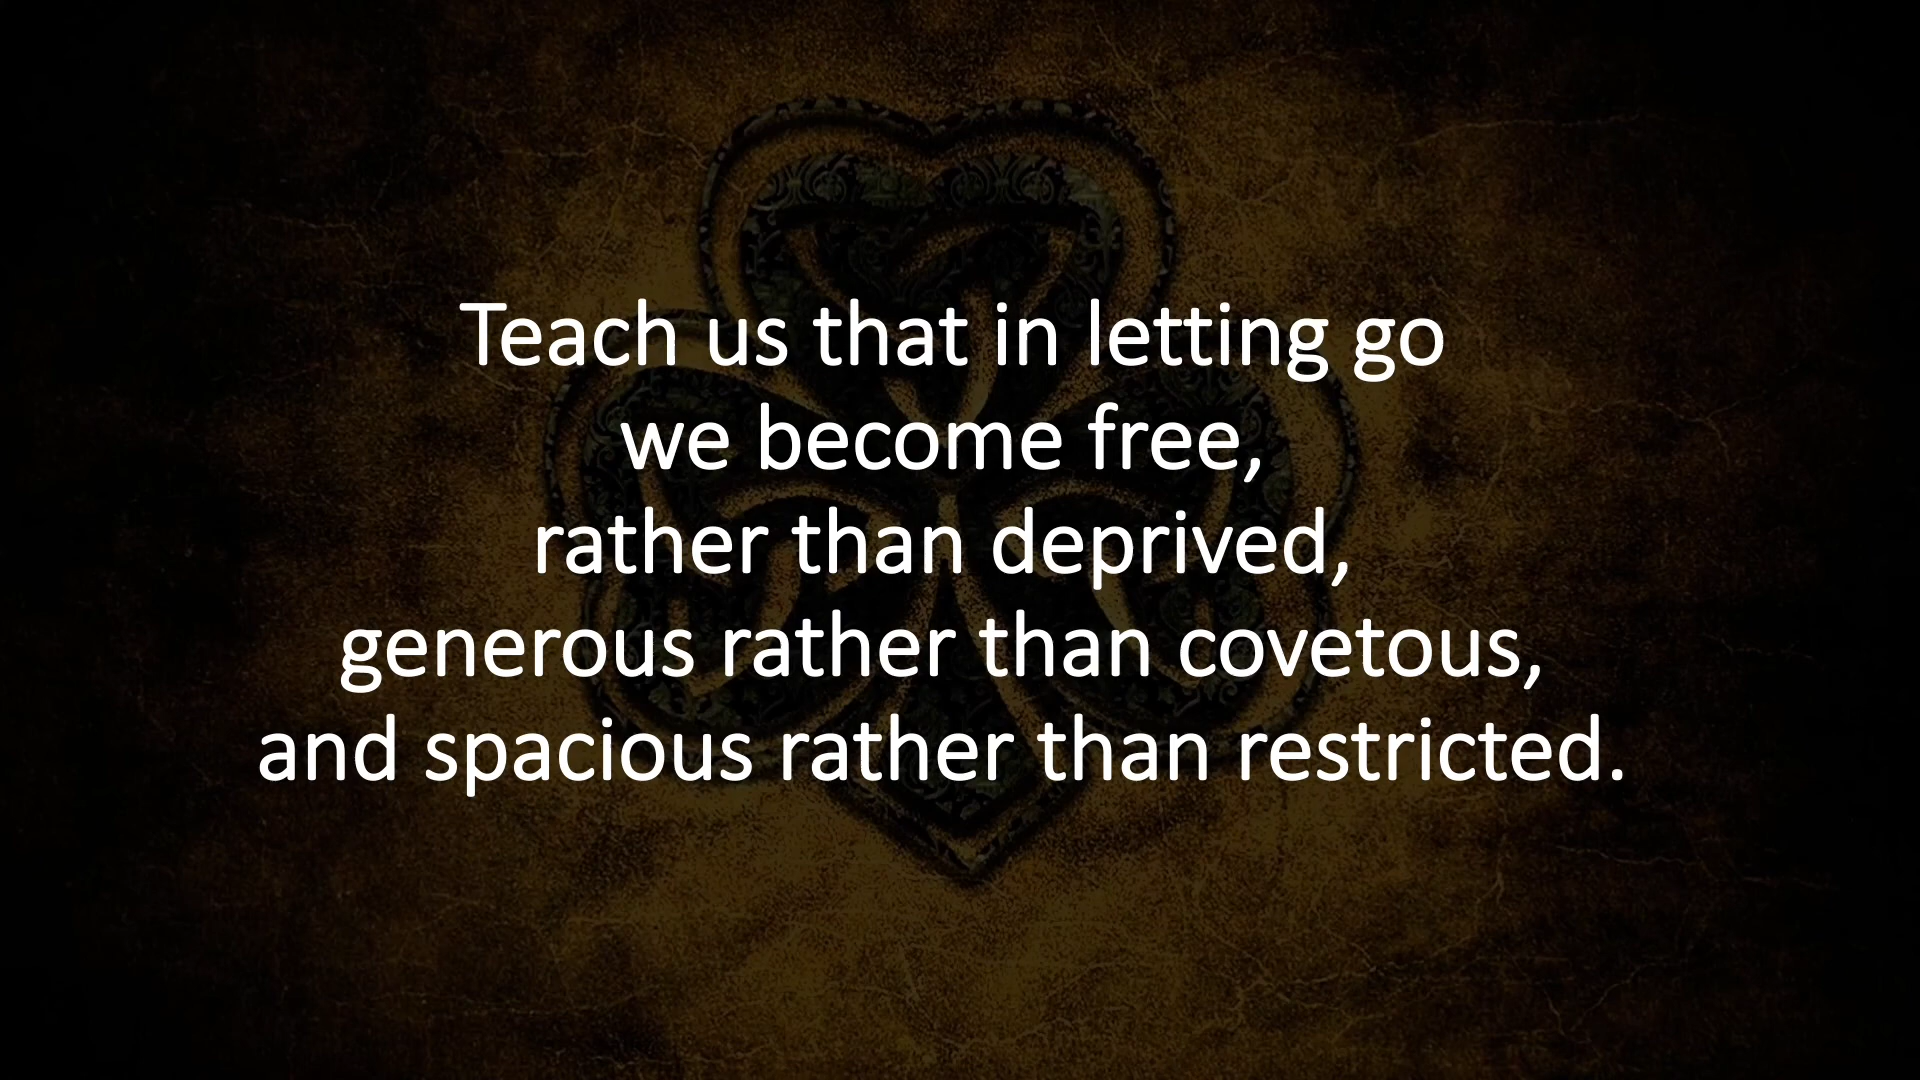 Teach us that in letting go
we become free,
rather than deprived,
generous rather than covetous,
and spacious rather than restricted.